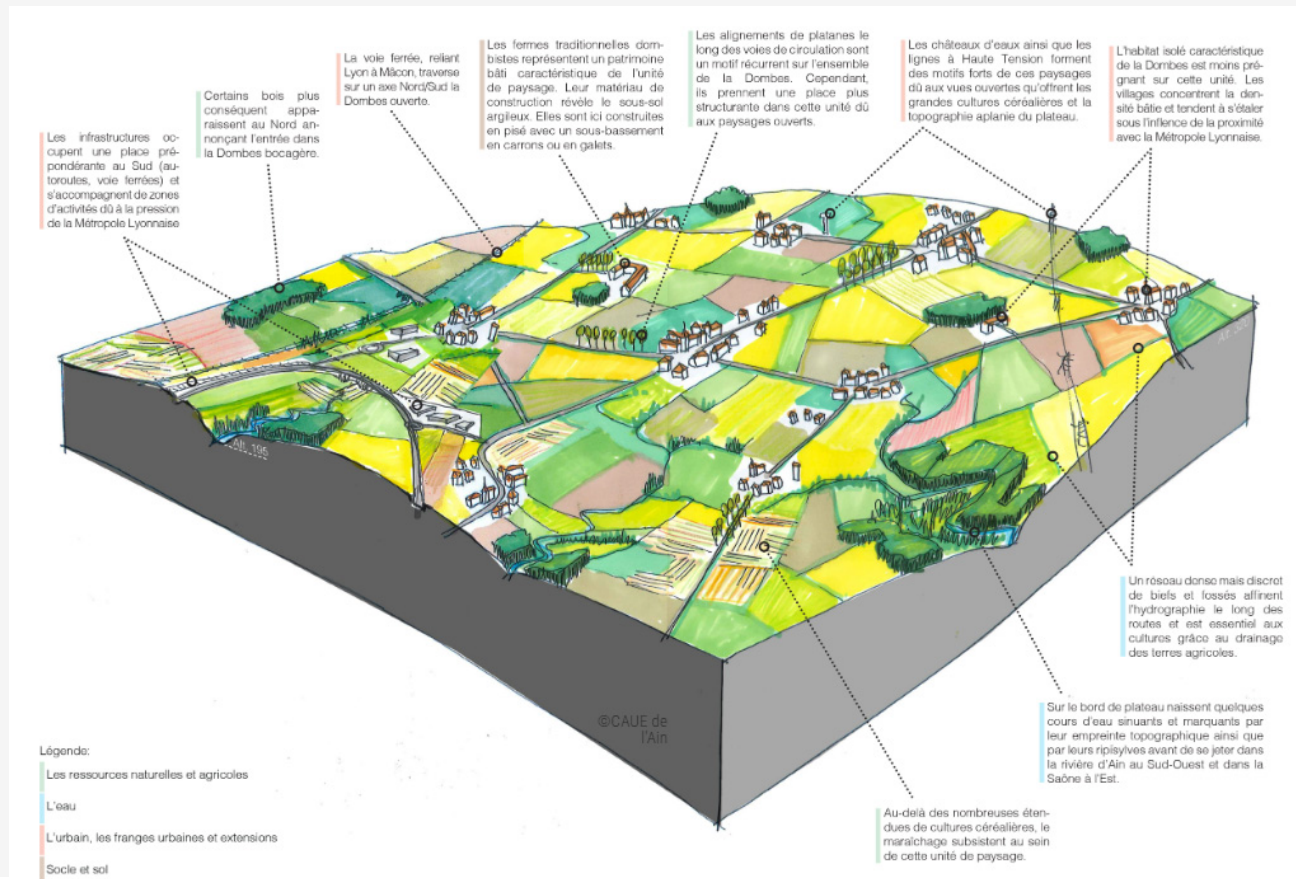 Les infrastructures oc-
cupent une place pré-
pondérante au Sud (au-
toroutes, voie ferrées) et
s'accompagnent de zones
d'activités dû à la pression
de la Métropole Lyonnaise
Certains bois plus
conséquent appa-
raissent au Nord an-
nonçant l'entrée dans
la Dombes bocagère.
La voie ferrée, reliant
Lyon à Mâcon, traverse
sur un axe Nord/Sud la
Dombes ouverte.
Les fermes traditionnelles dom-
bistes représentent un patrimoine
bâti caractéristique de l'unité
de paysage. Leur matériau de
construction révèle le sous-sol
argileux. Elles sont ici construites
en pisé avec un sous-bassement
en carrons ou en galets.
Les alignements de platanes le
long des voies de circulation sont
un motif récurrent sur l'ensemble
de la Dombes. Cependant,
ils prennent une place plus
structurante dans cette unité dû
aux paysages ouverts.
Les châteaux d'eaux ainsi que les
lignes à Haute Tension forment
des motifs forts de ces paysages
dû aux vues ouvertes qu'offrent les
grandes cultures céréalières et la
topographie aplanie du plateau.
L'habitat isolé caractéristique
de la Dombes est moins pré-
gnant sur cette unité. Les
villages concentrent la den-
sité bâtie et tendent à s'étaler
sous l'inflence de la proximité
avec la Métropole Lyonnaise.
Alt. 195
Un réseau dense mais discret
de biefs et fossés affinent
l'hydrographie le long des
routes et est essentiel aux
cultures grâce au drainage
des terres agricoles.
Sur le bord de plateau naissent quelques
cours d'eau sinuants et marquants par
leur empreinte topographique ainsi que
par leurs ripisylves avant de se jeter dans
la rivière d'Ain au Sud-Ouest et dans la
Saône à l'Est.
Au-delà des nombreuses éten-
dues de cultures céréalières, le
maraîchage subsistent au sein
de cette unité de paysage.
©CAUE de
l'Ain
Légende:
Les ressources naturelles et agricoles
L'eau
L'urbain, les franges urbaines et extensions
Socle et sol